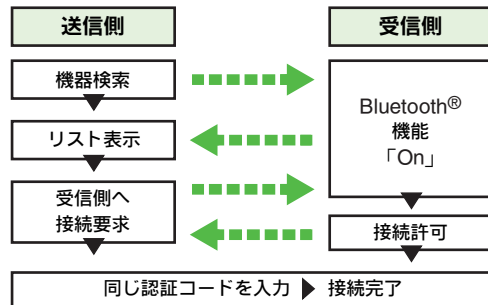 送信側
受信側
機器検索
リスト表示
受信側へ
接続要求
Bluetooth®
機能
「On」
接続許可
同じ認証コードを入力 ▶ 接続完了